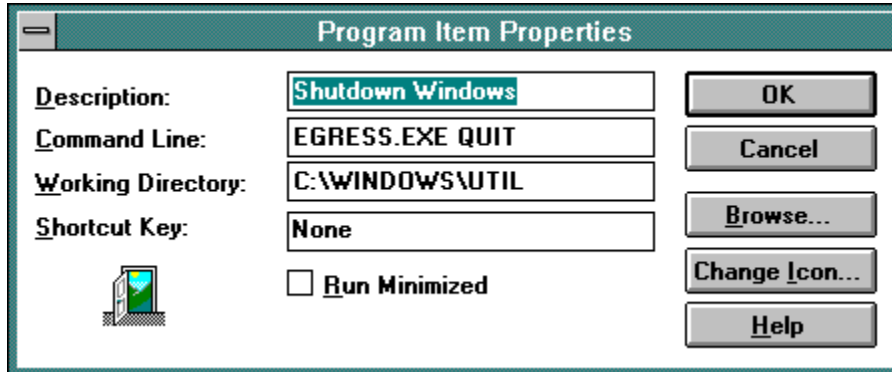 Program Item Properties
Description: Shutdown Windows
Command Line: EGRESS.EXE QUIT
Working Directory: C:\WINDOWS\UTIL
Shortcut Key: None
Run Minimized
OK
Cancel
Browse...
Change Icon...
Help